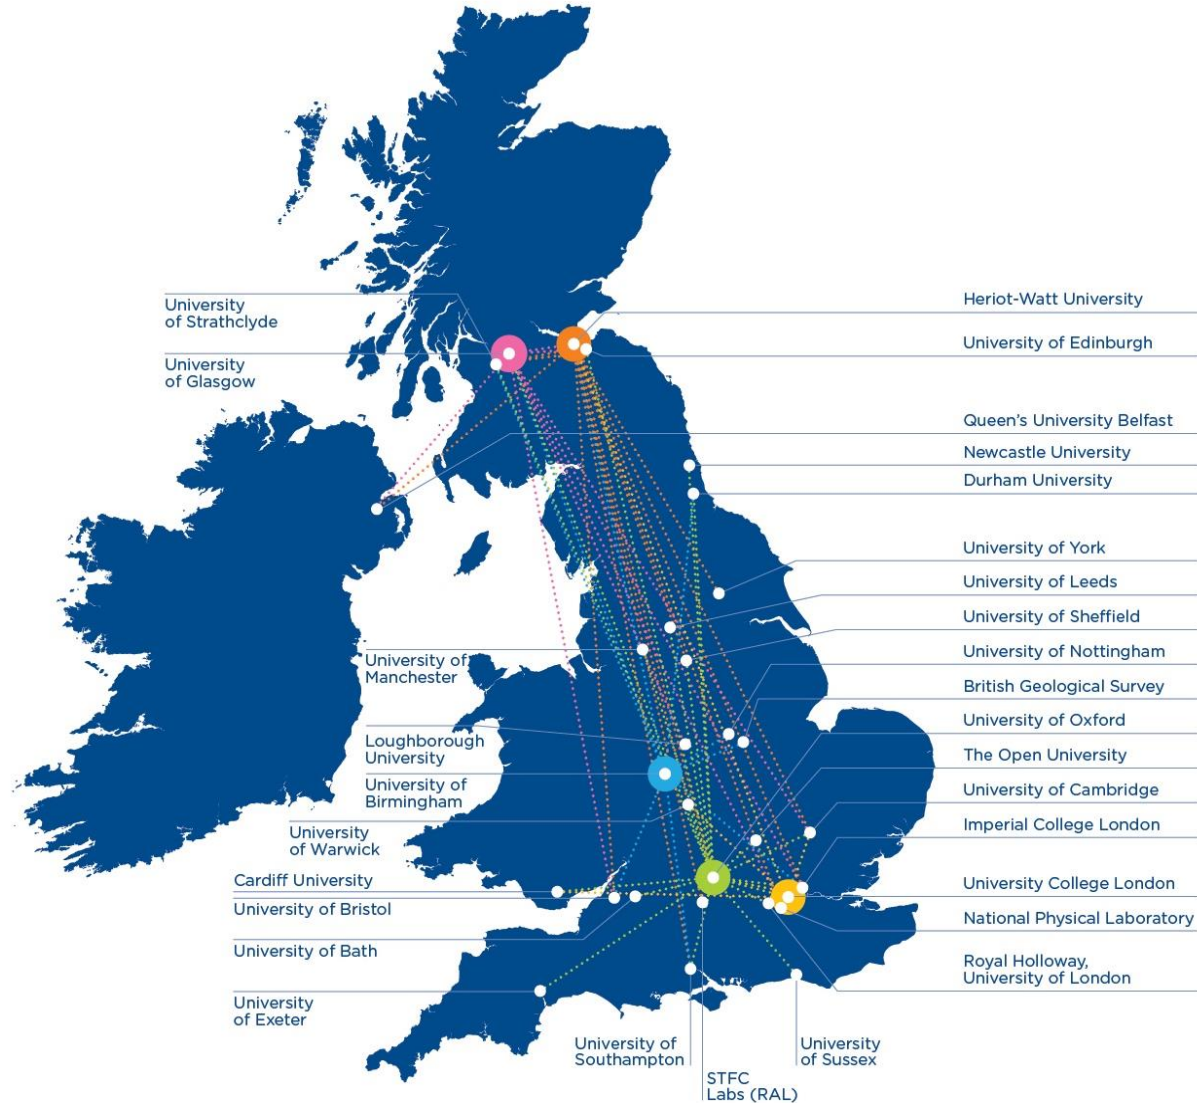 University
of Strathclyde
University
of Glasgow
Heriot-Watt University
University of Edinburgh
Queen's University Belfast
Newcastle University
Durham University
University of York
University of Leeds
University of Sheffield
University of Nottingham
British Geological Survey
University of Oxford
The Open University
University of Cambridge
Imperial College London
University College London
National Physical Laboratory
Royal Holloway,
University of London
University of
Manchester
Loughborough
University
University of
Birmingham
University
of Warwick
Cardiff University
University of Bristol
University of Bath
University
of Exeter
University of
Southampton
STFC
Labs (RAL)
University
of Sussex